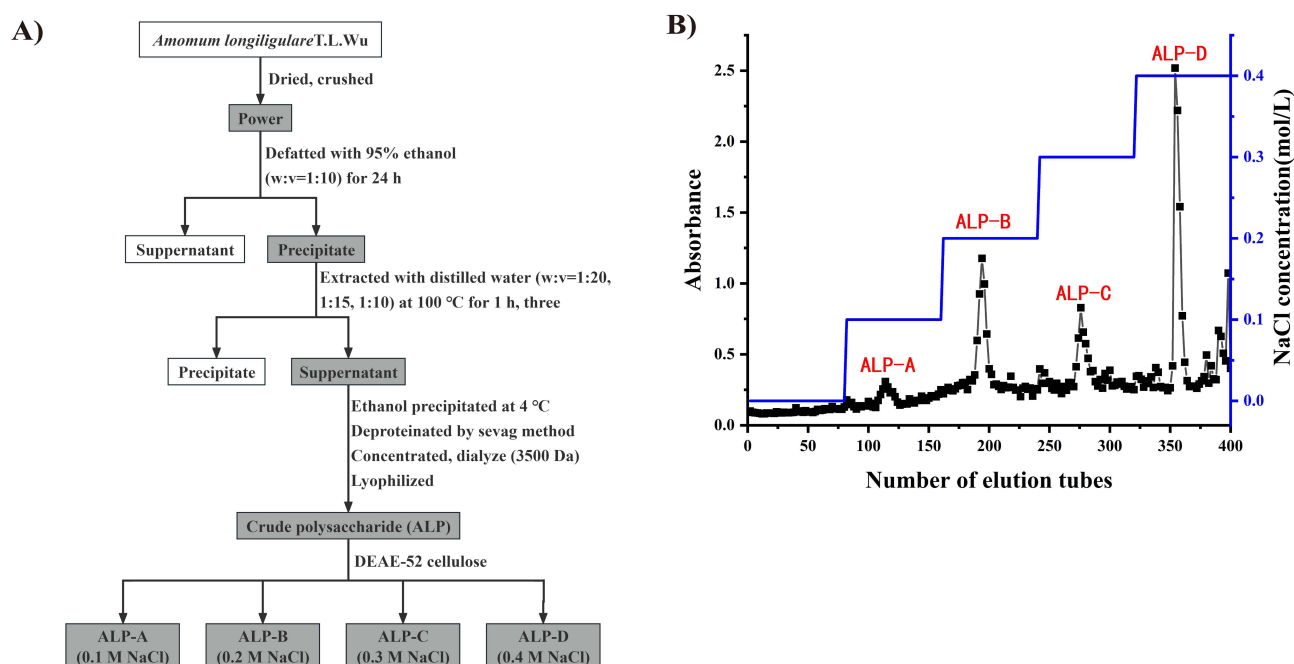 A)
Amomum longiligulareT.L.Wu
Dried, crushed
Power
Defatted with 95% ethanol
(w:v=1:10) for 24 h
Suppernatant
Precipitate
Extracted with distilled water (w:v=1:20,
1:15, 1:10) at 100 °C for 1 h, three
Precipitate
Suppernatant
Ethanol precipitated at 4 °C
Deproteinated by sevag method
Concentrated, dialyze (3500 Da)
Lyophilized
Crude polysaccharide (ALP)
DEAE-52 cellulose
ALP-A
(0.1 M NaCl)
ALP-B
(0.2 M NaCl)
ALP-C
(0.3 M NaCl)
ALP-D
(0.4 M NaCl)
B)
Absorbance
2.5
2.0
1.5
1.0
0.5
0.0
ALP-A
ALP-B
ALP-C
ALP-D
0.4
0.3
0.2
0.1
0.0
NaCl concentration(mol/L)
0 50 100 150 200 250 300 350 400
Number of elution tubes